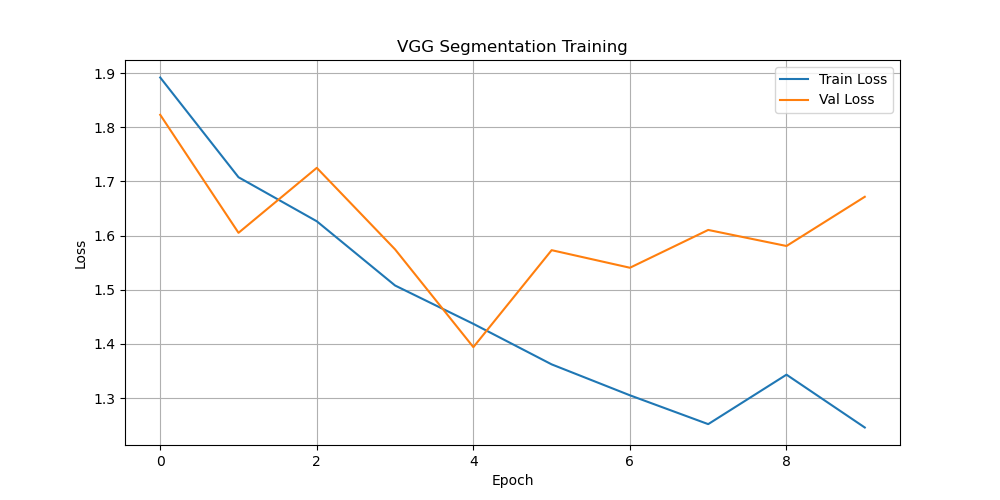 VGG Segmentation Training
Train Loss
Val Loss
1.9
1.8
1.7
1.6
1.5
1.4
1.3
Loss
0 2 4 6 8
Epoch